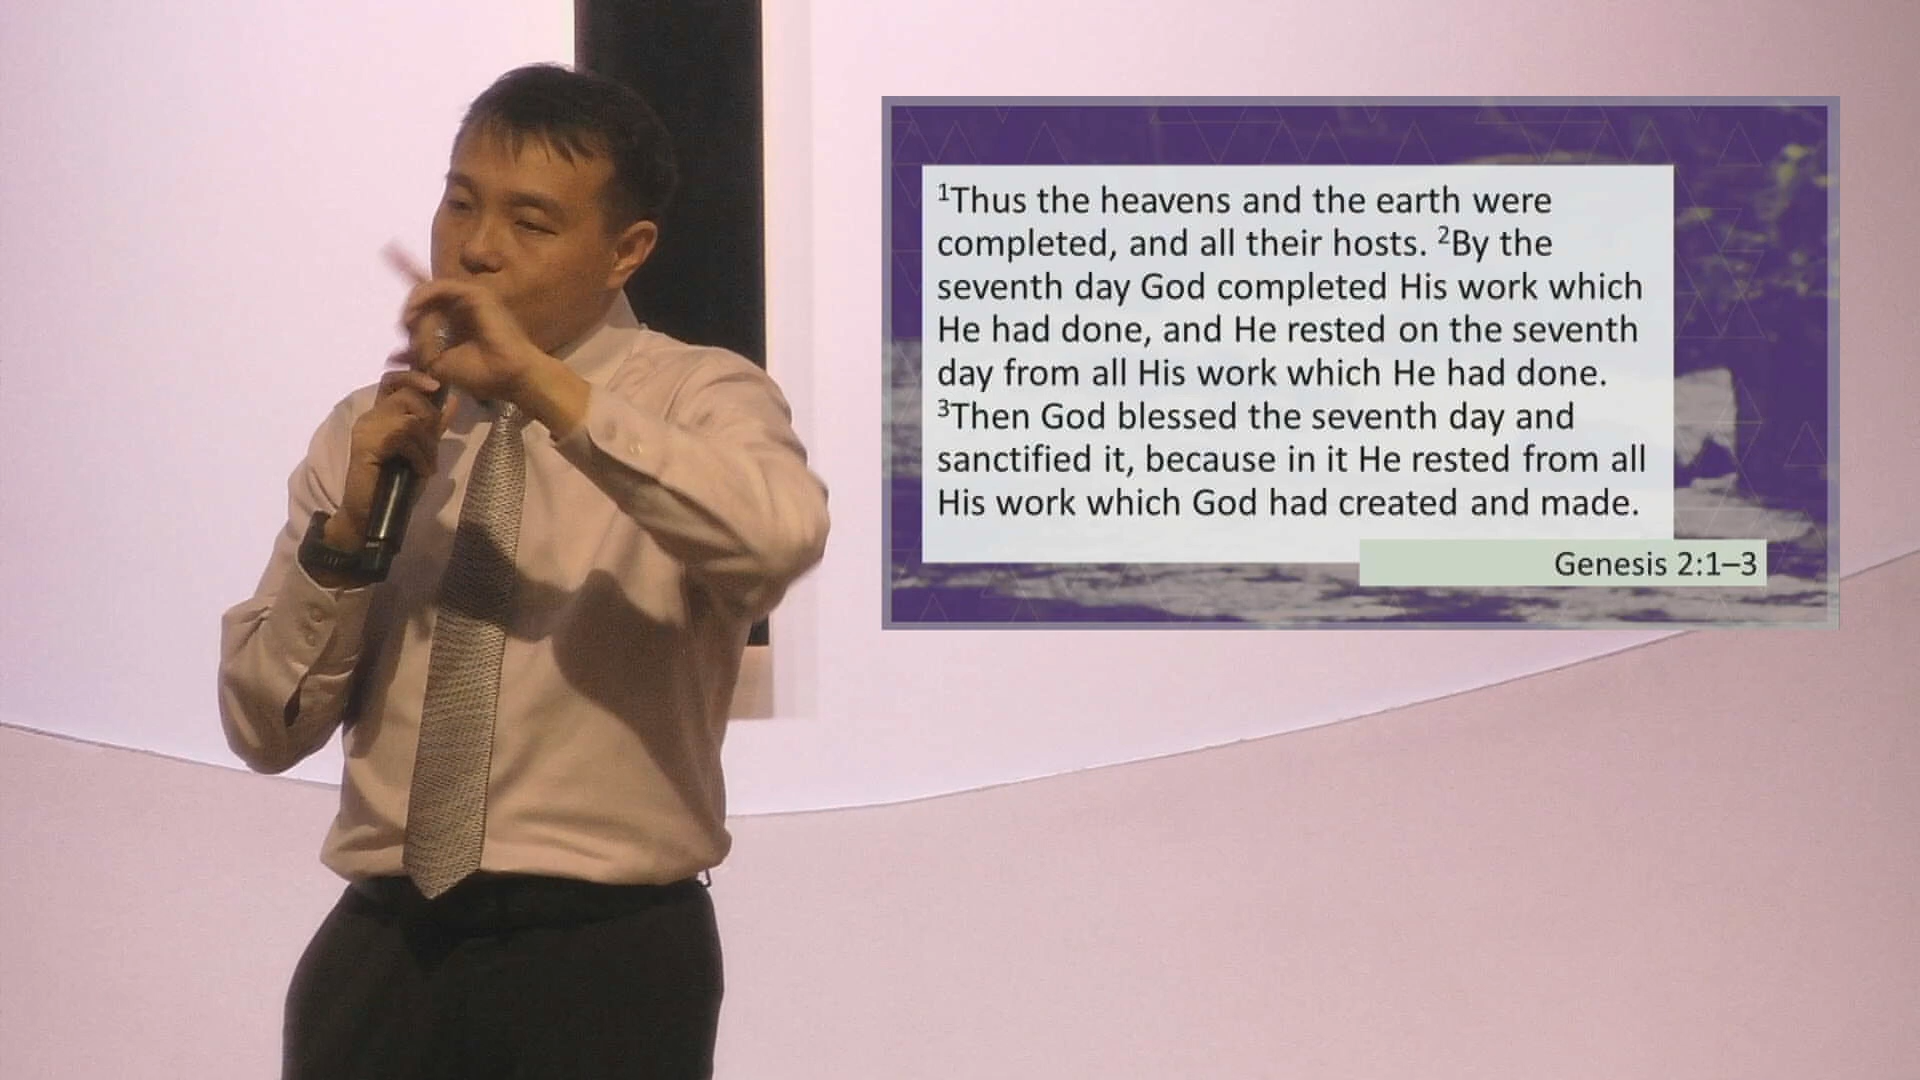 ¹Thus the heavens and the earth were
completed, and all their hosts. ²By the
seventh day God completed His work which
He had done, and He rested on the seventh
day from all His work which He had done.
³Then God blessed the seventh day and
sanctified it, because in it He rested from all
His work which God had created and made.
Genesis 2:1–3